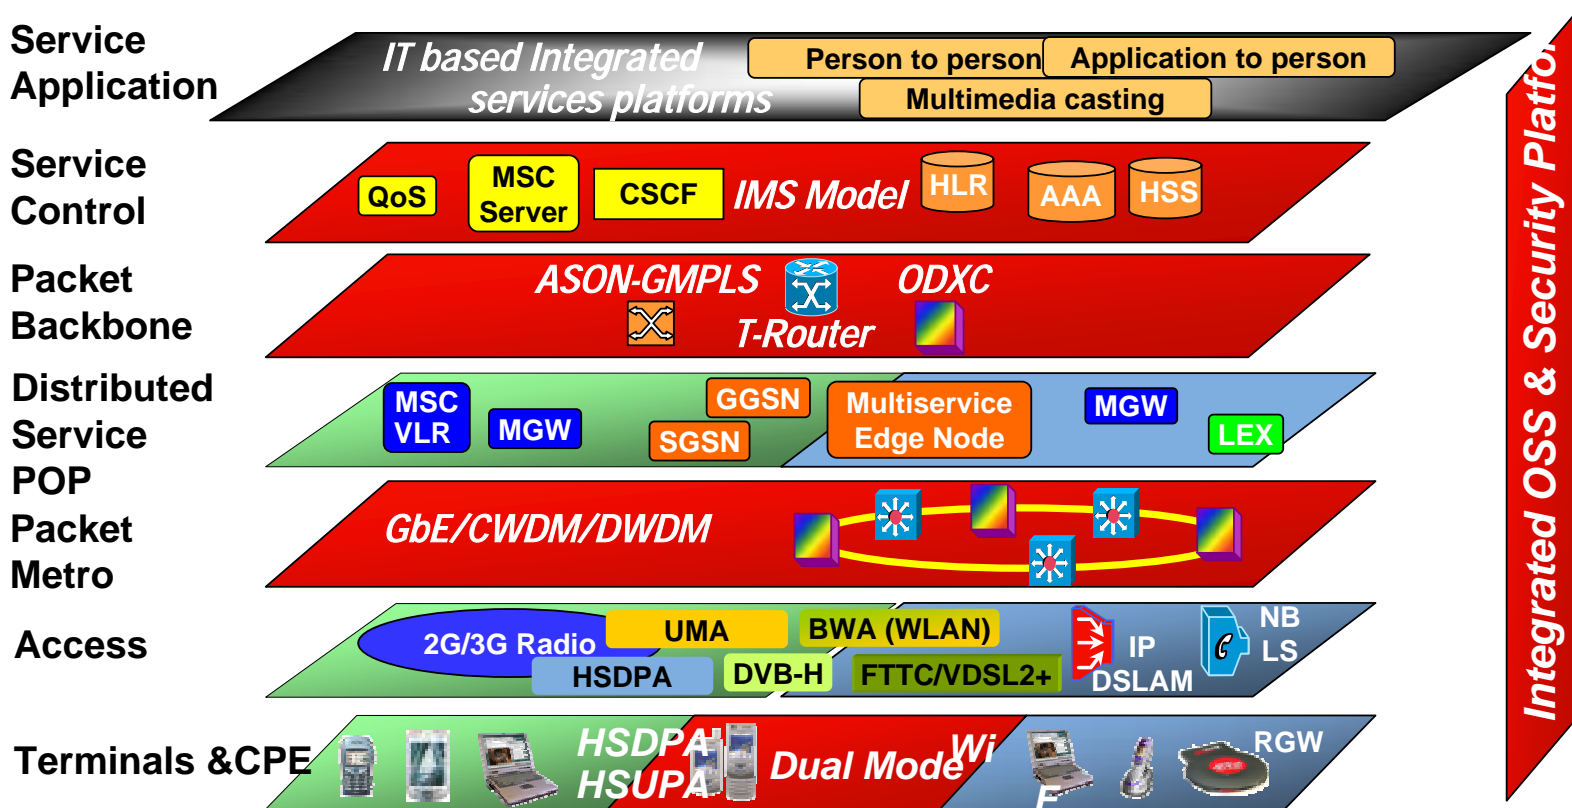 Service
Application
IT based Integrated
services platforms
Person to person
Application to person
Multimedia casting
Service
Control
QoS
MSC
Server
CSCF
IMS Model
HLR
AAA
HSS
Packet
Backbone
ASON-GMPLS
T-Router
ODXC
Distributed
Service
POP
MSC
VLR
MGW
GGSN
SGSN
Multiservice
Edge Node
MGW
LEX
Packet
Metro
GbE/CWDM/DWDM
Access
2G/3G Radio
UMA
HSDPA
DVB-H
BWA (WLAN)
FTTC/VDSL2+
IP
DSLAM
NB
LS
Terminals &CPE
HSDPA
HSUPA
Dual Mode
Wi
F
RGW
Integrated OSS & Security Platfor